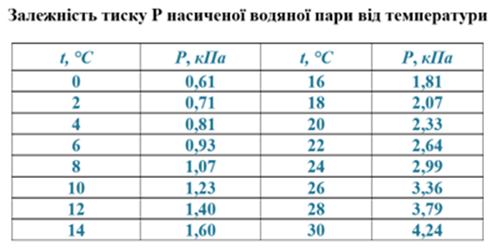 Залежність тиску Р насиченої водяної пари від температури
t, °C P, кПа t, °C P, кПа
0 0,61 16 1,81
2 0,71 18 2,07
4 0,81 20 2,33
6 0,93 22 2,64
8 1,07 24 2,99
10 1,23 26 3,36
12 1,40 28 3,79
14 1,60 30 4,24